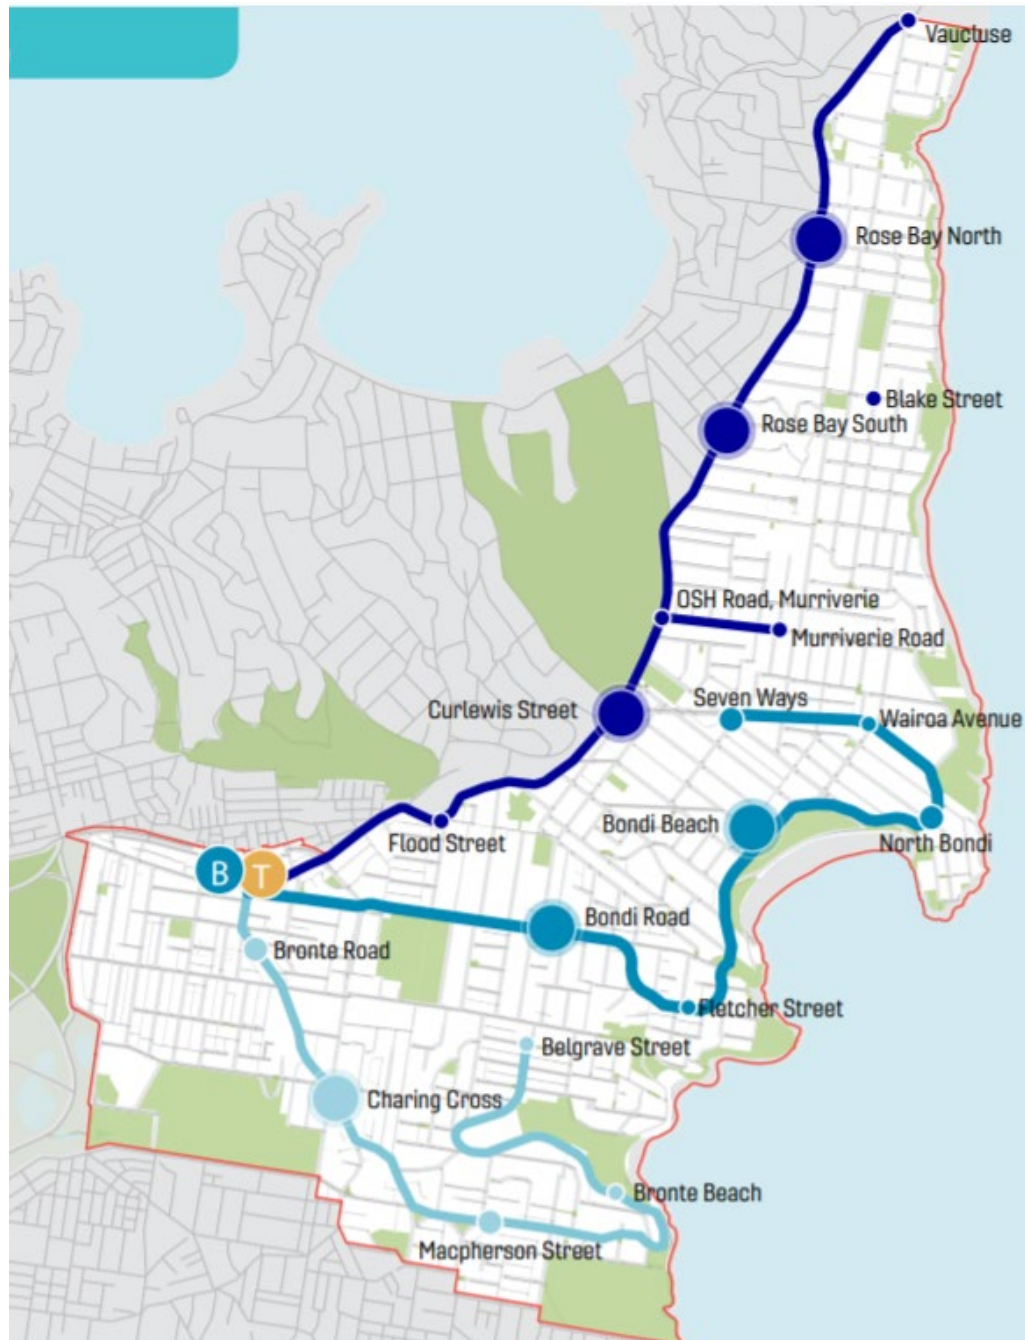 Vaucluse
Rose Bay North
Blake Street
Rose Bay South
OSH Road, Murriverie
Murriverie Road
Seven Ways
Curlewis Street
Wairoa Avenue
Bondi Beach
Flood Street
North Bondi
B
T
Bondi Road
Bronte Road
Fletcher Street
Belgrave Street
Charing Cross
Bronte Beach
Macpherson Street